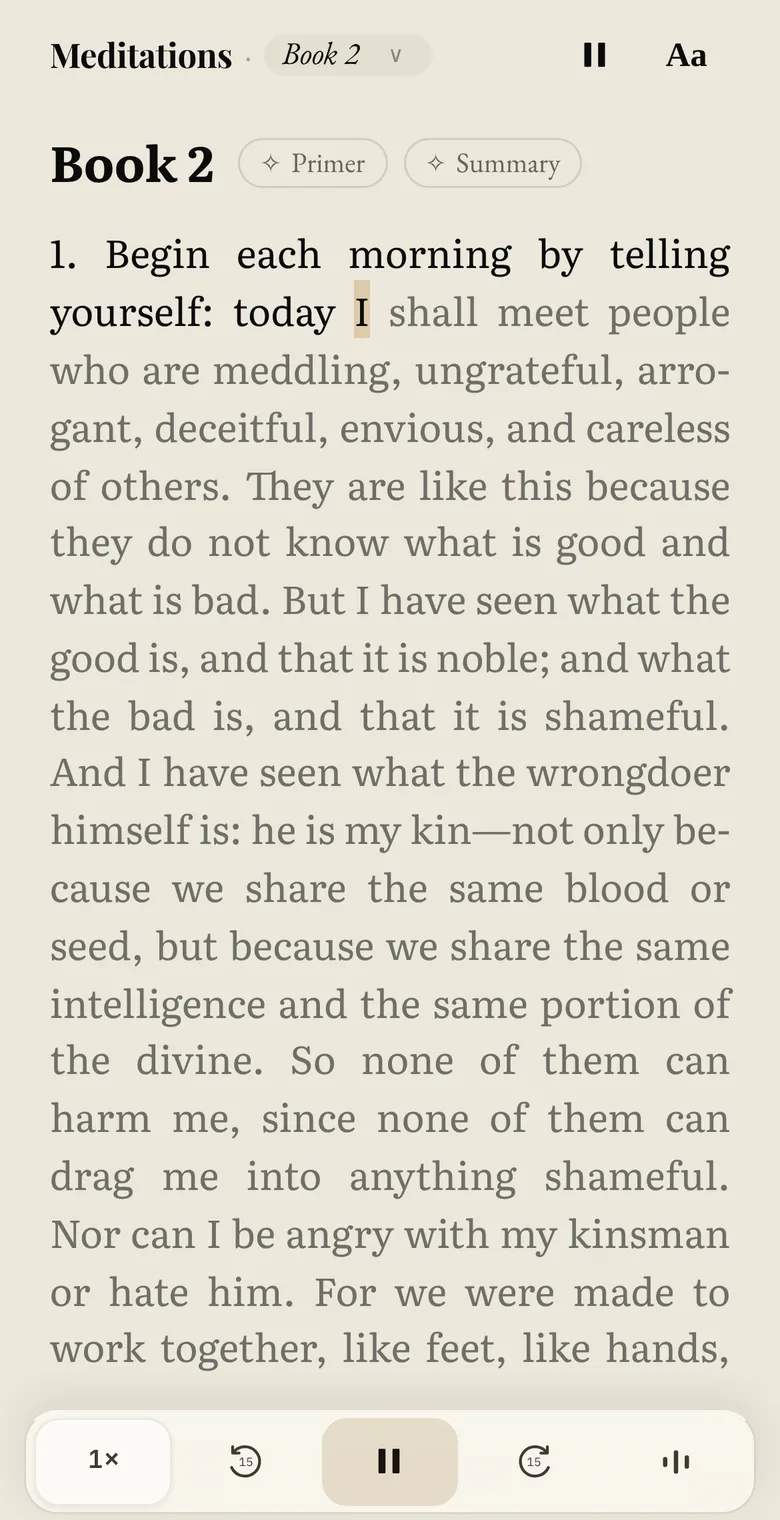 Meditations · Book 2 ∨ Aa
Book 2 ✧ Primer ✧ Summary
1. Begin each morning by telling
yourself: today I shall meet people
who are meddling, ungrateful, arro-
gant, deceitful, envious, and careless
of others. They are like this because
they do not know what is good and
what is bad. But I have seen what the
good is, and that it is noble; and what
the bad is, and that it is shameful.
And I have seen what the wrongdoer
himself is: he is my kin—not only be-
cause we share the same blood or
seed, but because we share the same
intelligence and the same portion of
the divine. So none of them can
harm me, since none of them can
drag me into anything shameful.
Nor can I be angry with my kinsman
or hate him. For we were made to
work together, like feet, like hands,
1× 15 15